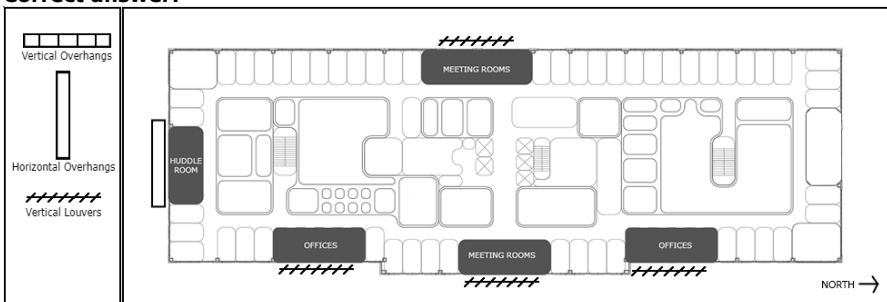 Correct answer:
Vertical Overhangs
Horizontal Overhangs
Vertical Louvers
MEETING ROOMS
HUDDLE
ROOM
OFFICES
MEETING ROOMS
OFFICES
NORTH